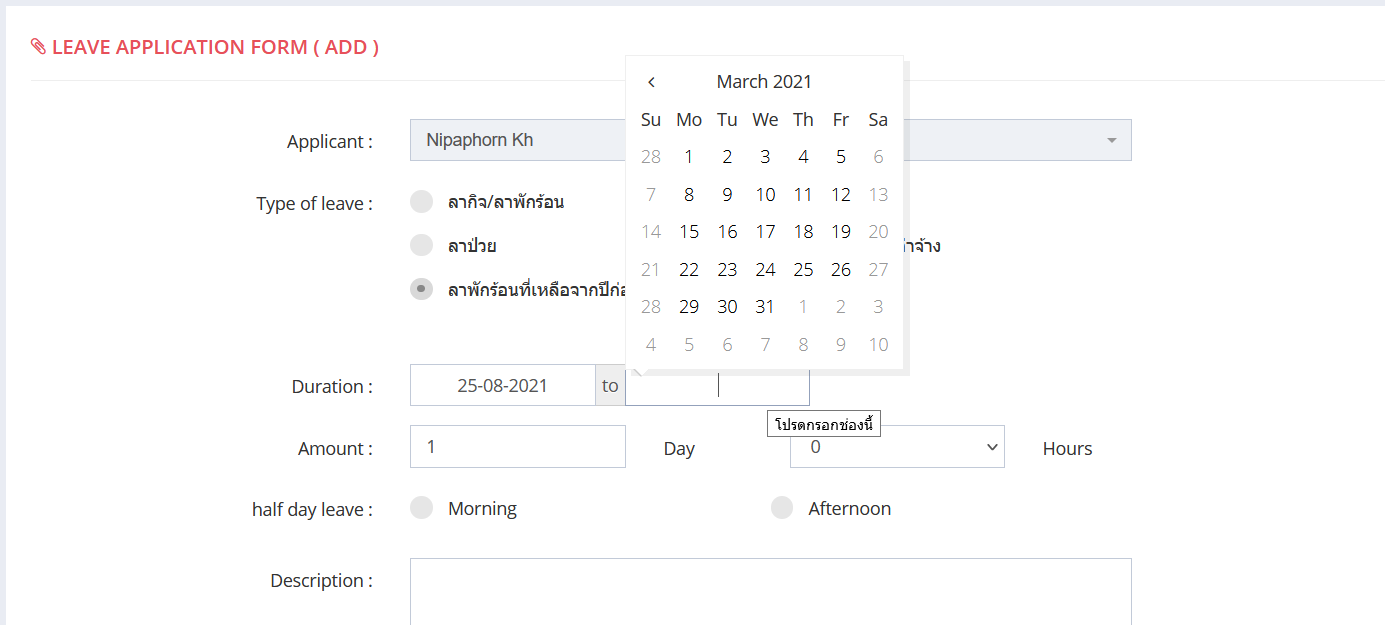 LEAVE APPLICATION FORM ( ADD )
March 2021
Su Mo Tu We Th Fr Sa
28 1 2 3 4 5 6
7 8 9 10 11 12 13
14 15 16 17 18 19 20
21 22 23 24 25 26 27
28 29 30 31 1 2 3
4 5 6 7 8 9 10
Applicant : Nipaphorn Kh
Type of leave : ลากิจ/ลาพักร้อน
ลาป่วย
ลาพักร้อนที่เหลือจากปีก่อ
Duration : 25-08-2021 to
โปรดกรอกช่องนี้
Amount : 1 Day 0 Hours
half day leave : Morning Afternoon
Description :